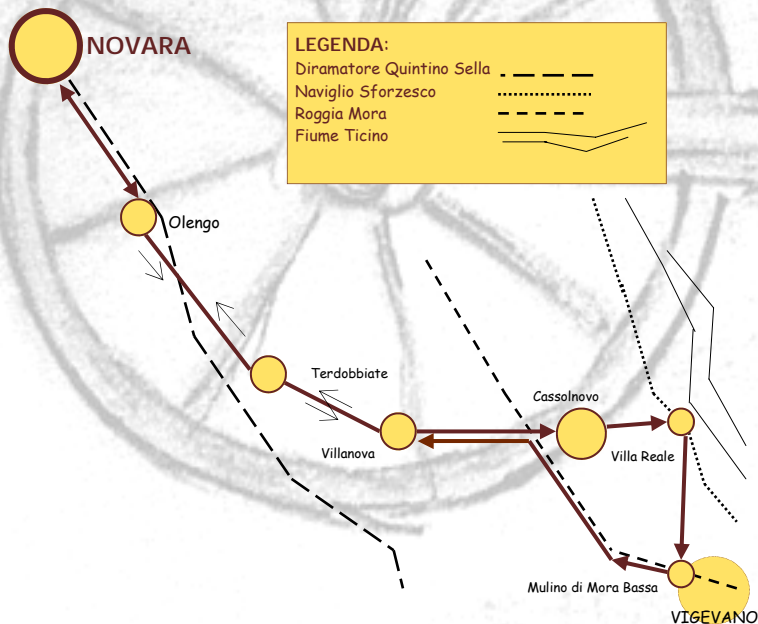 NOVARA
LEGENDA:
Diramatore Quintino Sella
Naviglio Sforzesco
Roggia Mora
Fiume Ticino
Olengo
Terdobbiate
Cassolnovo
Villanova
Villa Reale
Mulino di Mora Bassa
VIGEVANO